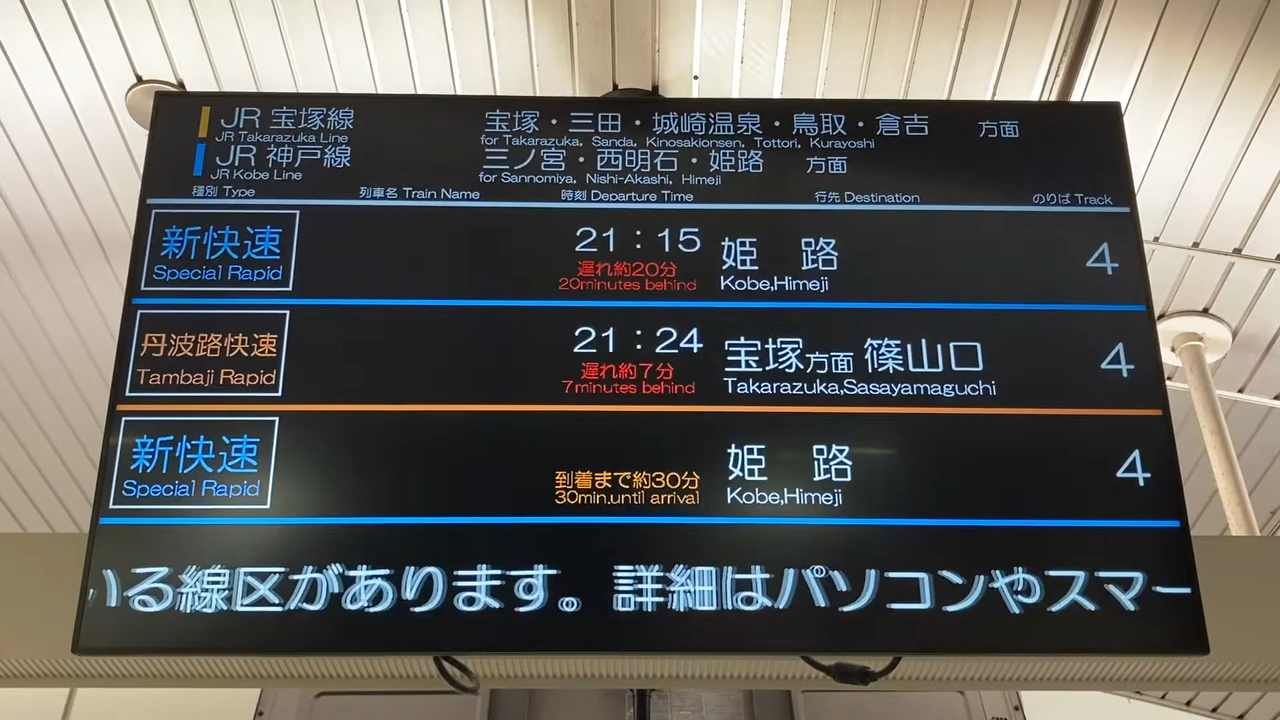 JR 宝塚線 宝塚・三田・城崎温泉・鳥取・倉吉 方面
JR Takarazuka Line for Takarazuka, Sanda, Kinosakionsen, Tottori, Kurayoshi
JR 神戸線 三ノ宮・西明石・姫路 方面
JR Kobe Line for Sannomiya, Nishi-Akashi, Himeji
種別 Type 列車名 Train Name 時刻 Departure Time 行先 Destination のりば Track
新快速 21:15 姫路 4
Special Rapid 遅れ約20分 Kobe,Himeji
20minutes behind
丹波路快速 21:24 宝塚方面 篠山口 4
Tambaji Rapid 遅れ約7分 Takarazuka,Sasayamaguchi
7minutes behind
新快速 到着まで約30分 姫路 4
Special Rapid 30min.until arrival Kobe,Himeji
いる線区があります。 詳細はパソコンやスマー